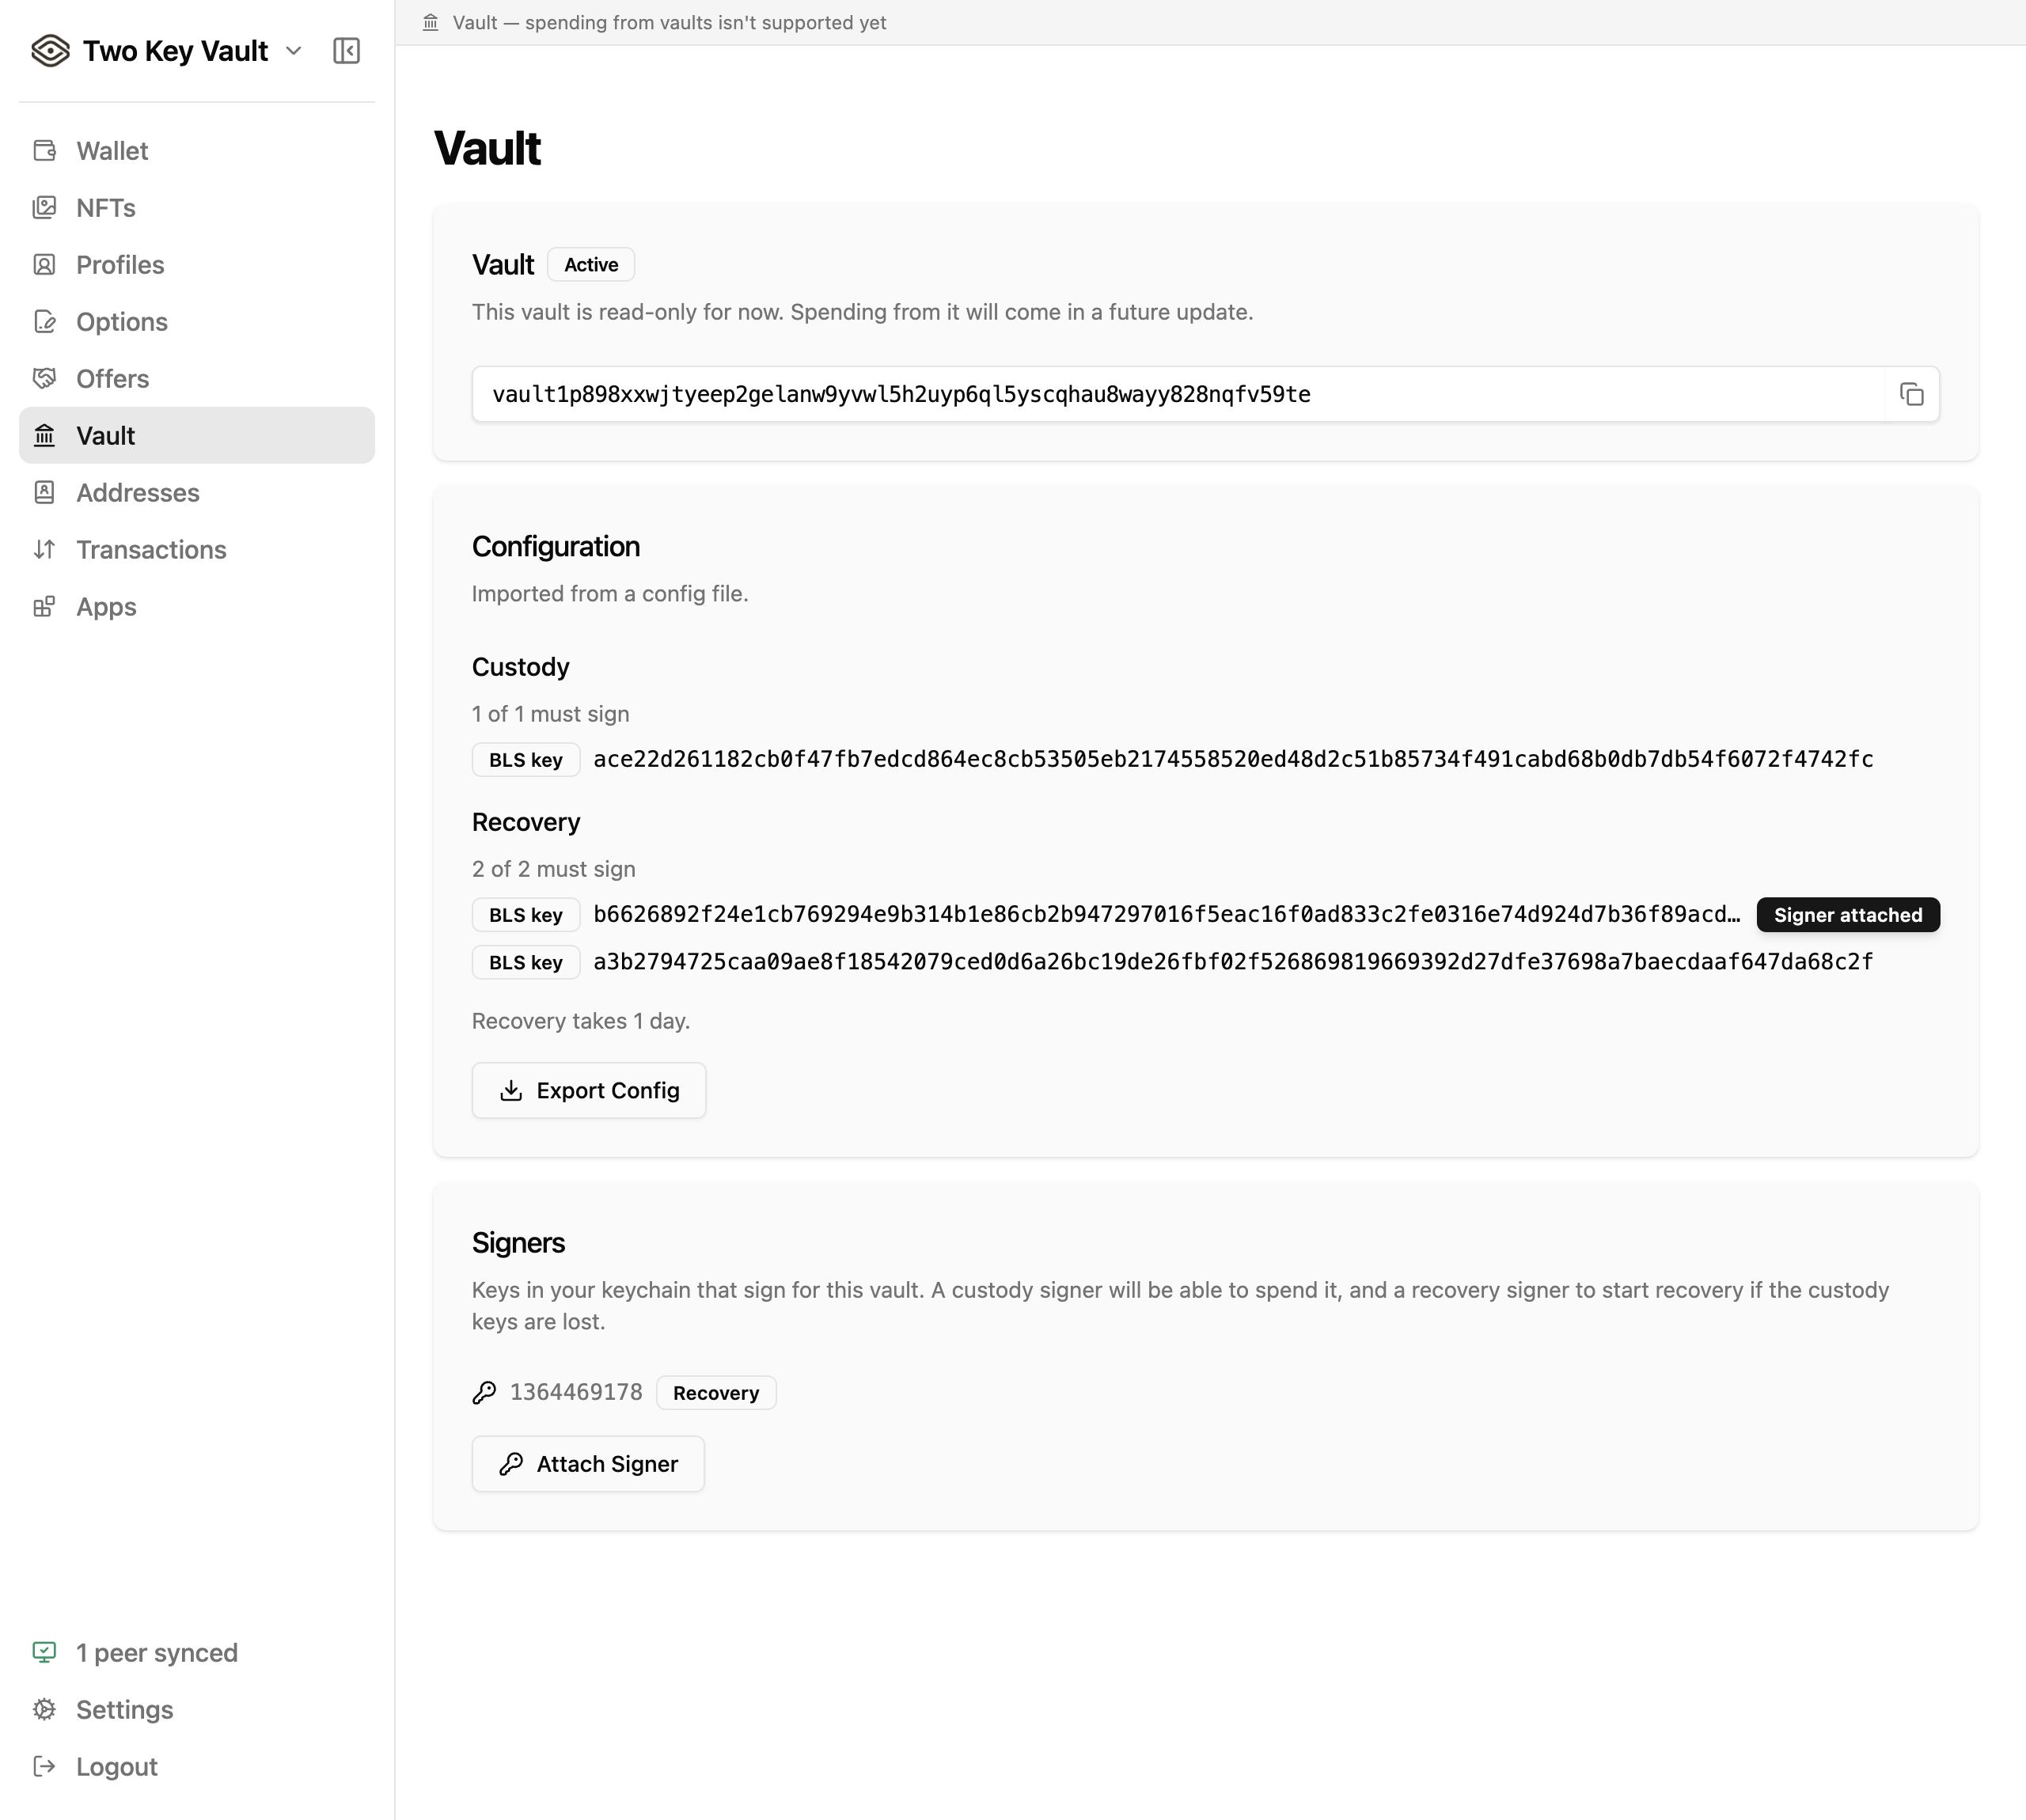 Two Key Vault
Wallet
NFTs
Profiles
Options
Offers
Vault
Addresses
Transactions
Apps
1 peer synced
Settings
Logout
Vault — spending from vaults isn't supported yet
Vault
Vault
Active
This vault is read-only for now. Spending from it will come in a future update.
vault1p898xxwjtyeep2gelanw9yvwl5h2uyp6ql5yscqhau8wayy828nqfv59te
Configuration
Imported from a config file.
Custody
1 of 1 must sign
BLS key ace22d261182cb0f47fb7edcd864ec8cb53505eb2174558520ed48d2c51b85734f491cabd68b0db7db54f6072f4742fc
Recovery
2 of 2 must sign
BLS key b6626892f24e1cb769294e9b314b1e86cb2b947297016f5eac16f0ad833c2fe0316e74d924d7b36f89acd… Signer attached
BLS key a3b2794725caa09ae8f18542079ced0d6a26bc19de26fbf02f526869819669392d27dfe37698a7baecdaaf647da68c2f
Recovery takes 1 day.
Export Config
Signers
Keys in your keychain that sign for this vault. A custody signer will be able to spend it, and a recovery signer to start recovery if the custody
keys are lost.
1364469178 Recovery
Attach Signer